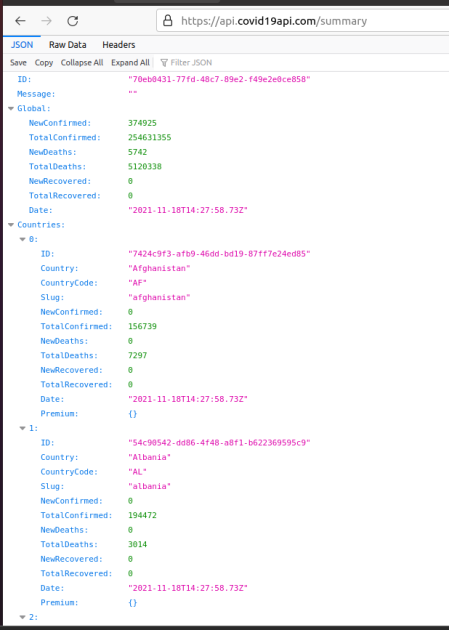 https://api.covid19api.com/summary
JSON Raw Data Headers
Save Copy Collapse All Expand All Filter JSON
ID: "70eb0431-77fd-48c7-89e2-f49e2e0ce858"
Message: ""
Global:
NewConfirmed: 374925
TotalConfirmed: 254631355
NewDeaths: 5742
TotalDeaths: 5120338
NewRecovered: 0
TotalRecovered: 0
Date: "2021-11-18T14:27:58.73Z"
Countries:
0:
ID: "7424c9f3-afb9-46dd-bd19-87ff7e24ed85"
Country: "Afghanistan"
CountryCode: "AF"
Slug: "afghanistan"
NewConfirmed: 0
TotalConfirmed: 156739
NewDeaths: 0
TotalDeaths: 7297
NewRecovered: 0
TotalRecovered: 0
Date: "2021-11-18T14:27:58.73Z"
Premium: {}
1:
ID: "54c90542-dd86-4f48-a8f1-b622369595c9"
Country: "Albania"
CountryCode: "AL"
Slug: "albania"
NewConfirmed: 0
TotalConfirmed: 194472
NewDeaths: 0
TotalDeaths: 3014
NewRecovered: 0
TotalRecovered: 0
Date: "2021-11-18T14:27:58.73Z"
Premium: {}
2: